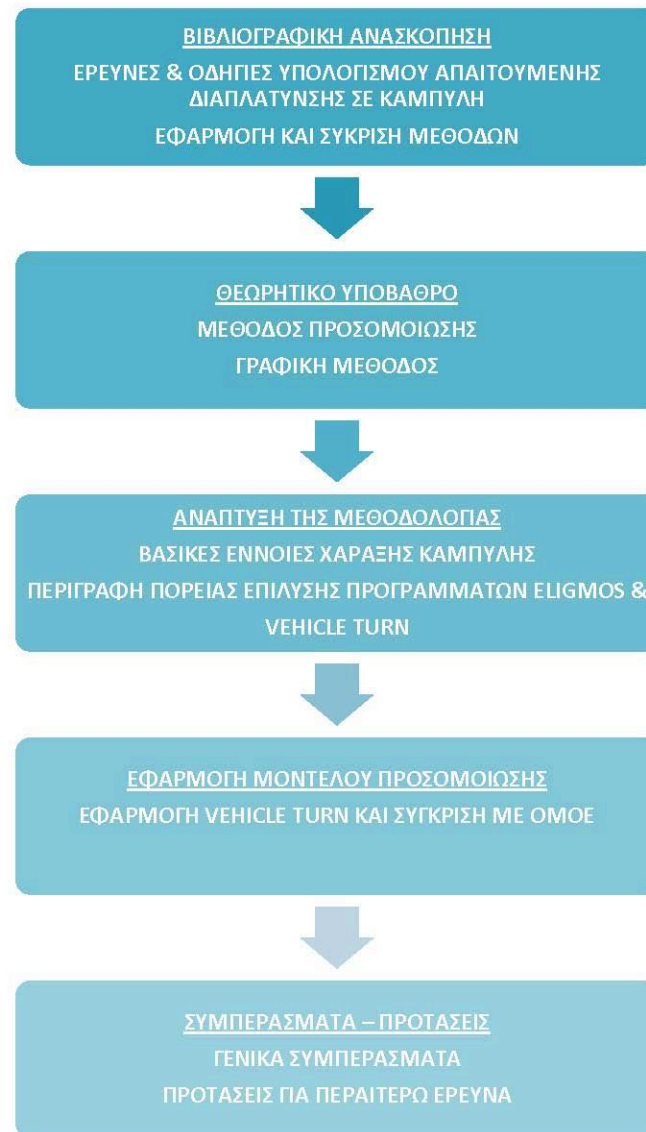 ΒΙΒΛΙΟΓΡΑΦΙΚΗ ΑΝΑΣΚΟΠΗΣΗ
ΕΡΕΥΝΕΣ & ΟΔΗΓΙΕΣ ΥΠΟΛΟΓΙΣΜΟΥ ΑΠΑΙΤΟΥΜΕΝΗΣ
ΔΙΑΠΛΑΤΥΝΣΗΣ ΣΕ ΚΑΜΠΥΛΗ
ΕΦΑΡΜΟΓΗ ΚΑΙ ΣΥΚΡΙΣΗ ΜΕΘΟΔΩΝ
ΘΕΩΡΗΤΙΚΟ ΥΠΟΒΑΘΡΟ
ΜΕΘΟΔΟΣ ΠΡΟΣΟΜΟΙΩΣΗΣ
ΓΡΑΦΙΚΗ ΜΕΘΟΔΟΣ
ΑΝΑΠΤΥΞΗ ΤΗΣ ΜΕΘΟΔΟΛΟΓΙΑΣ
ΒΑΣΙΚΕΣ ΕΝΝΟΙΕΣ ΧΑΡΑΞΗΣ ΚΑΜΠΥΛΗΣ
ΠΕΡΙΓΡΑΦΗ ΠΟΡΕΙΑΣ ΕΠΙΛΥΣΗΣ ΠΡΟΓΡΑΜΜΑΤΩΝ ELIGMOS &
VEHICLE TURN
ΕΦΑΡΜΟΓΗ ΜΟΝΤΕΛΟΥ ΠΡΟΣΟΜΟΙΩΣΗΣ
ΕΦΑΡΜΟΓΗ VEHICLE TURN ΚΑΙ ΣΥΓΚΡΙΣΗ ΜΕ ΟΜΟΕ
ΣΥΜΠΕΡΑΣΜΑΤΑ – ΠΡΟΤΑΣΕΙΣ
ΓΕΝΙΚΑ ΣΥΜΠΕΡΑΣΜΑΤΑ
ΠΡΟΤΑΣΕΙΣ ΓΙΑ ΠΕΡΑΙΤΕΡΩ ΕΡΕΥΝΑ